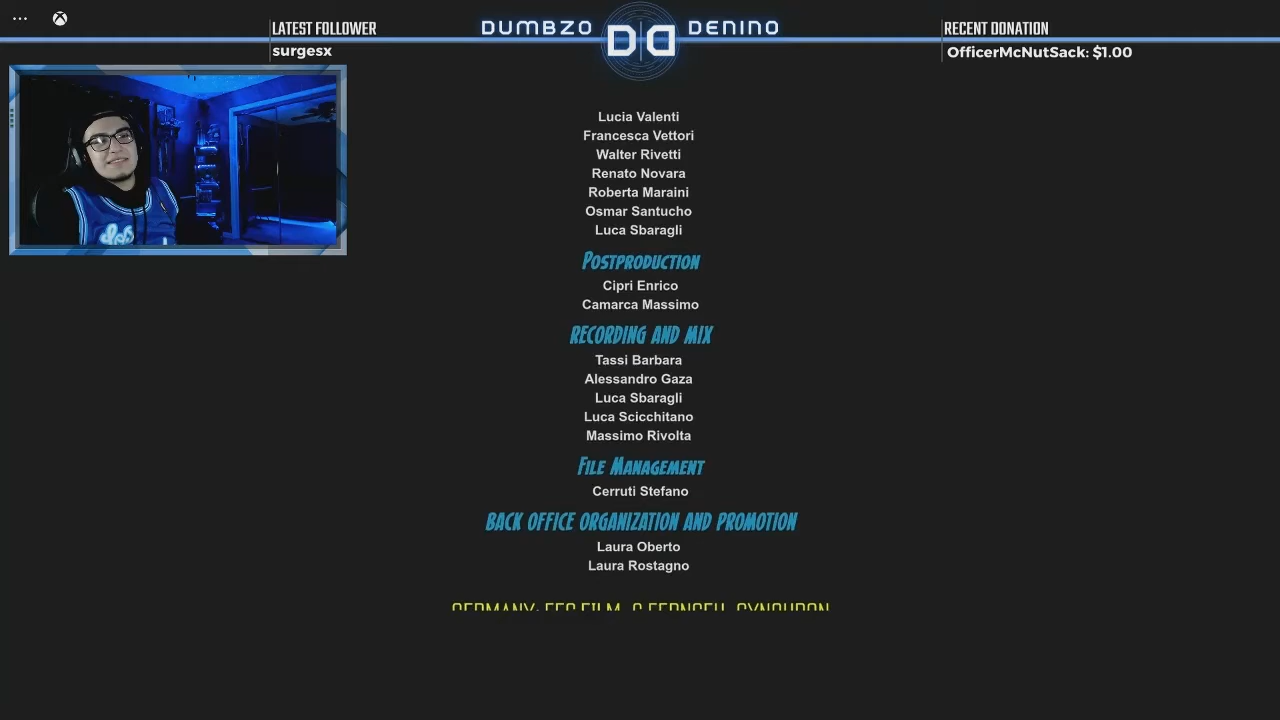 LATEST FOLLOWER
surgesx
DUMBZO DENINO
DD
RECENT DONATION
OfficerMcNutSack: $1.00
Lucia Valenti
Francesca Vettori
Walter Rivetti
Renato Novara
Roberta Maraini
Osmar Santucho
Luca Sbaragli
POSTPRODUCTION
Cipri Enrico
Camarca Massimo
RECORDING AND MIX
Tassi Barbara
Alessandro Gaza
Luca Sbaragli
Luca Scicchitano
Massimo Rivolta
FILE MANAGEMENT
Cerruti Stefano
BACK OFFICE ORGANIZATION AND PROMOTION
Laura Oberto
Laura Rostagno
GERMANY: